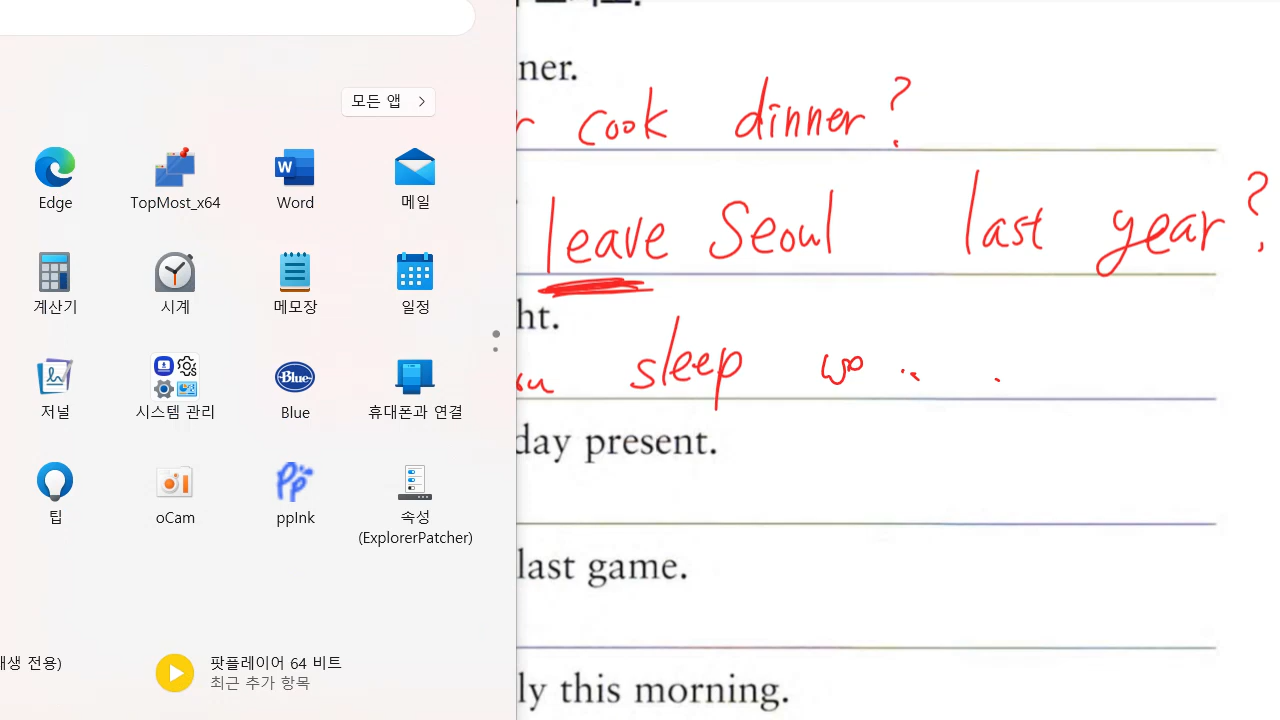 모든 앱
Edge
TopMost_x64
Word
메일
계산기
시계
메모장
일정
저널
시스템 관리
Blue
Blue
휴대폰과 연결
팁
oCam
ppInk
속성
(ExplorerPatcher)
재생 전용)
팟플레이어 64 비트
최근 추가 항목
ner.
r cook dinner?
leave Seoul last year?
ht.
sleep
day present.
last game.
ly this morning.